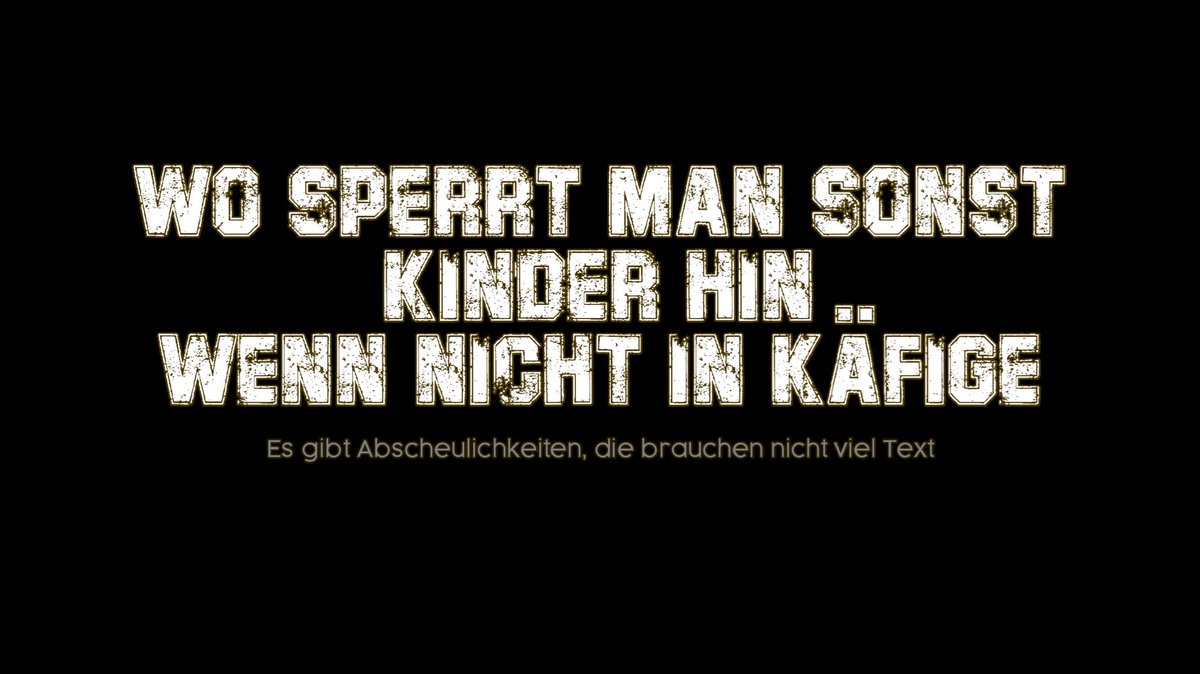 WO SPERRT MAN SONST
KINDER HIN
WENN NICHT IN KÄFIGE
Es gibt Abscheulichkeiten, die brauchen nicht viel Text